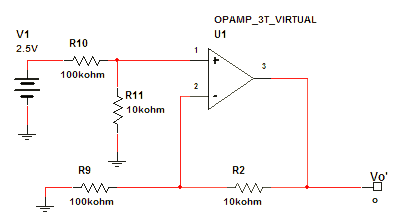 OPAMP_3T_VIRTUAL
V1
U1
2.5V
R10
1
3
100kohm
2
R11
10kohm
R9
R2
Vo'
100kohm
10kohm
o